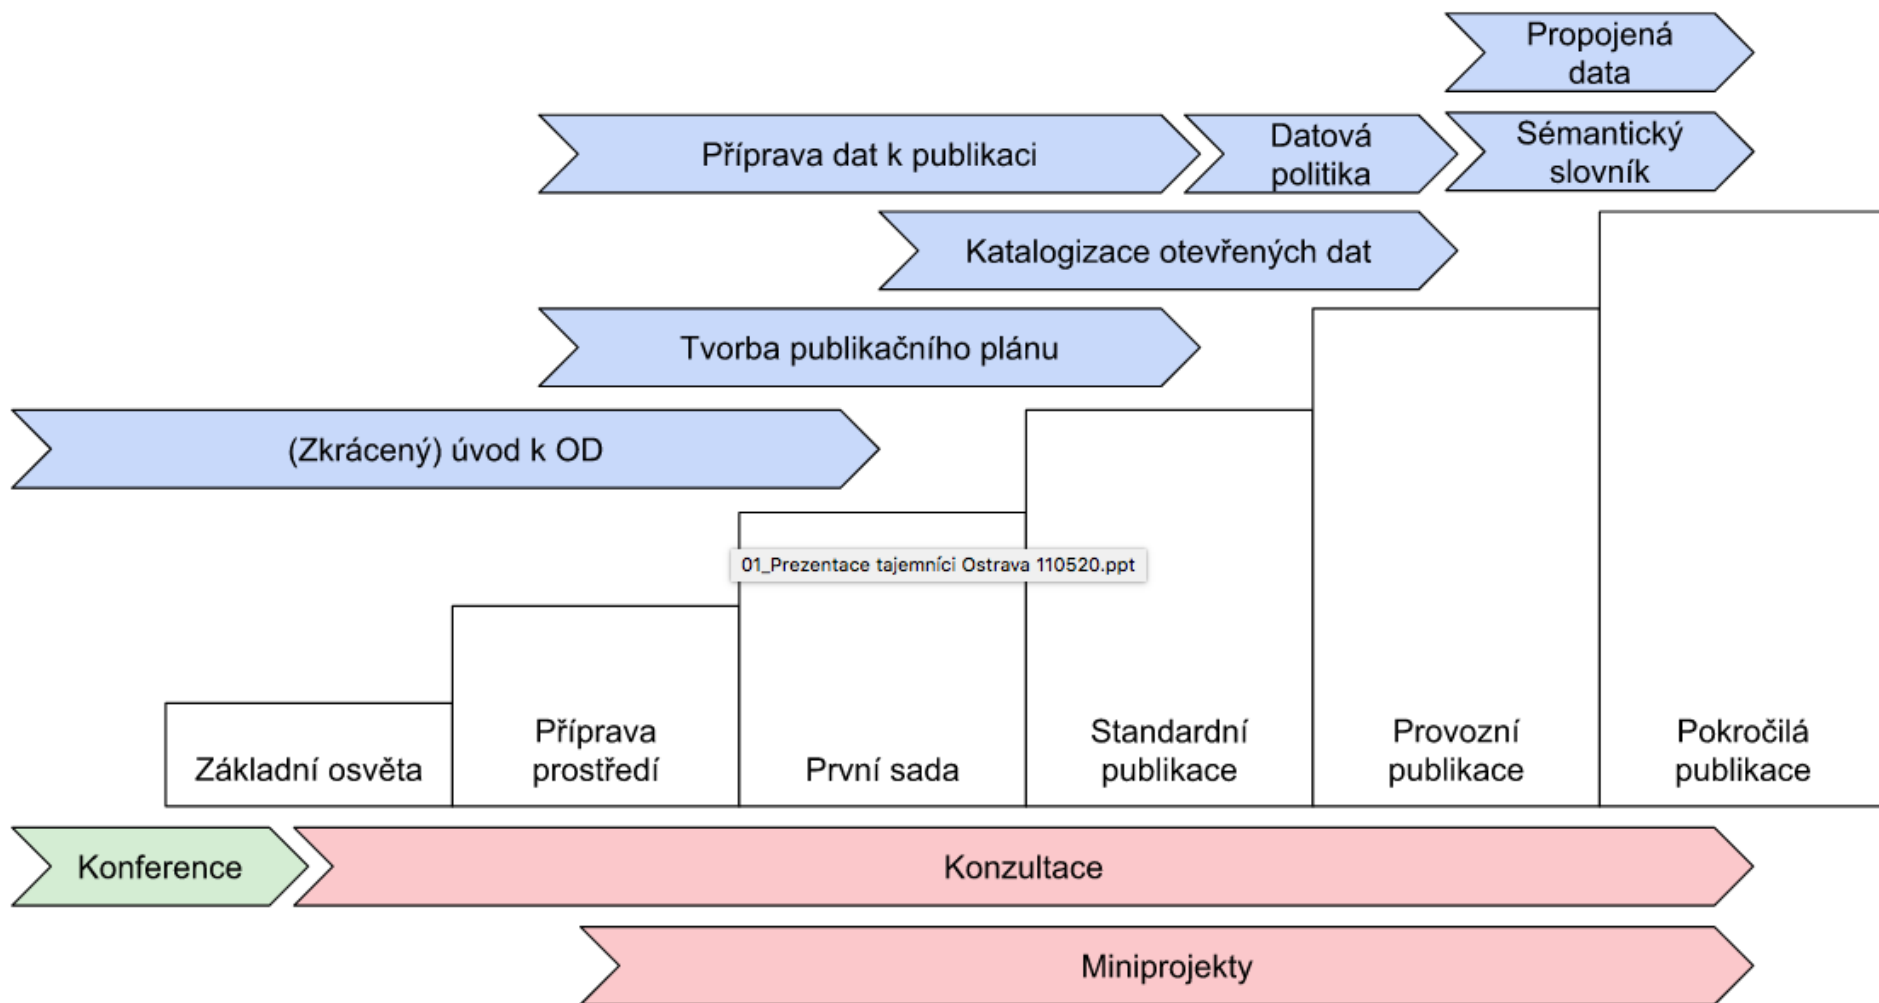 Propojená
data
Příprava dat k publikaci
Datová
politika
Sémantický
slovník
Katalogizace otevřených dat
Tvorba publikačního plánu
(Zkrácený) úvod k OD
01_Prezentace tajemníci Ostrava 110520.ppt
Základní osvěta
Příprava
prostředí
První sada
Standardní
publikace
Provozní
publikace
Pokročilá
publikace
Konference
Konzultace
Miniprojekty